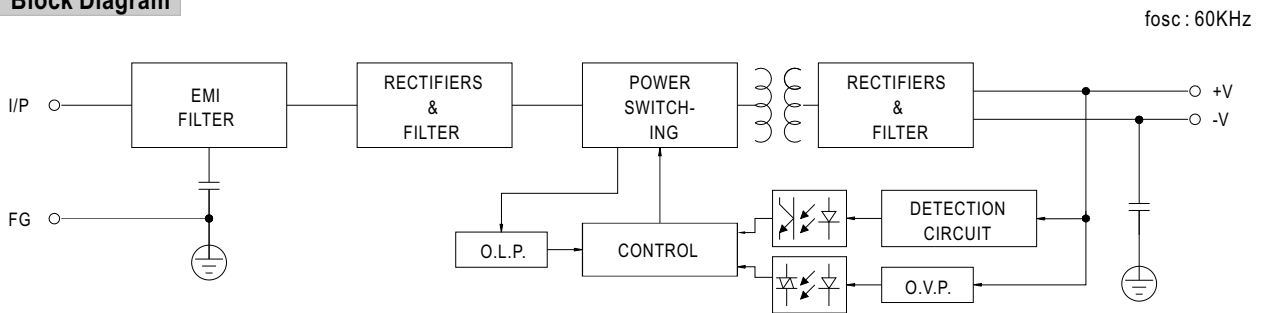 Block Diagram
fosc : 60KHz
I/P
EMI
FILTER
RECTIFIERS
&
FILTER
POWER
SWITCH-
ING
RECTIFIERS
&
FILTER
+V
-V
FG
O.L.P.
CONTROL
DETECTION
CIRCUIT
O.V.P.